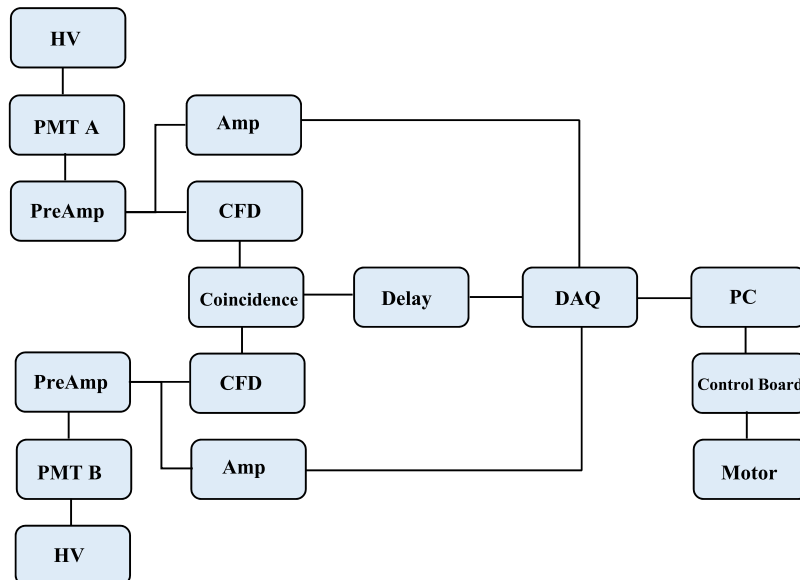 HV
PMT A
Amp
PreAmp
CFD
Coincidence
Delay
DAQ
PC
PreAmp
CFD
Control Board
PMT B
Amp
Motor
HV